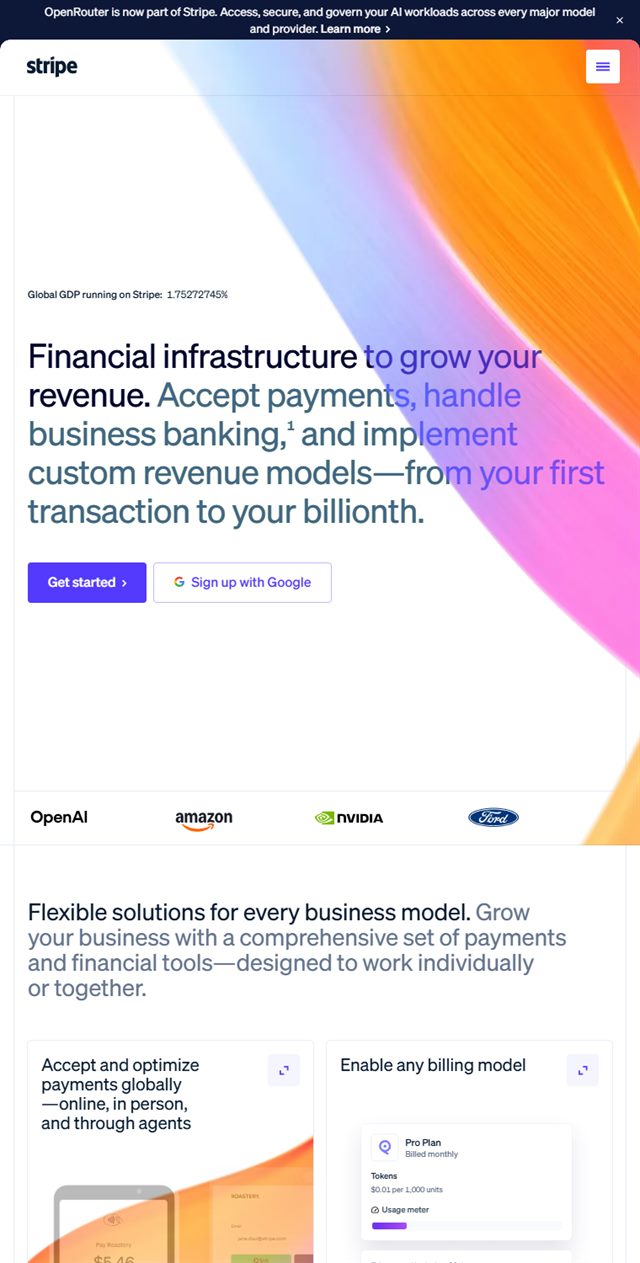 OpenRouter is now part of Stripe. Access, secure, and govern your AI workloads across every major model
and provider. Learn more ›
stripe
Global GDP running on Stripe: 1.75272745%
Financial infrastructure to grow your
revenue. Accept payments, handle
business banking,¹ and implement
custom revenue models—from your first
transaction to your billionth.
Get started ›
Sign up with Google
OpenAI
amazon
NVIDIA
Ford
Flexible solutions for every business model. Grow
your business with a comprehensive set of payments
and financial tools—designed to work individually
or together.
Accept and optimize
payments globally
—online, in person,
and through agents
Enable any billing model
Pro Plan
Billed monthly
Tokens
$0.01 per 1,000 units
Usage meter
ROASTERY.
Pay Roastery
$5.46